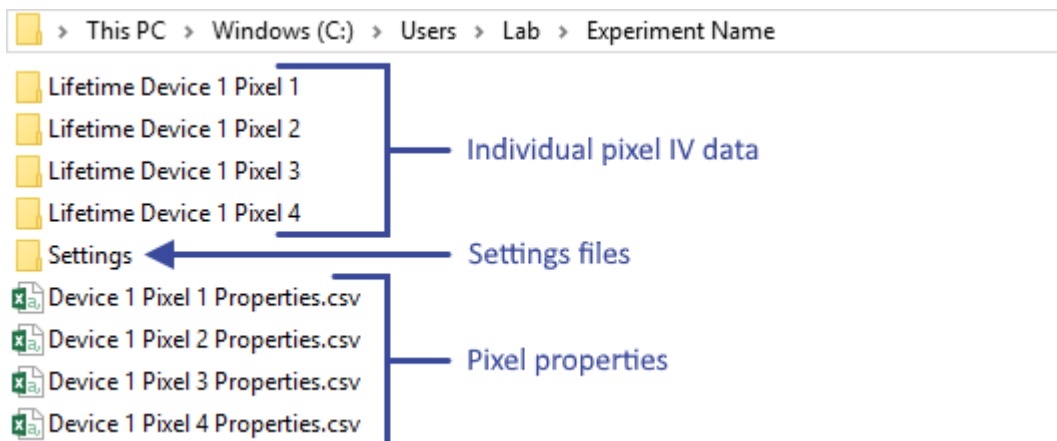 This PC > Windows (C:) > Users > Lab > Experiment Name
Lifetime Device 1 Pixel 1
Lifetime Device 1 Pixel 2
Lifetime Device 1 Pixel 3
Lifetime Device 1 Pixel 4
Individual pixel IV data
Settings
Settings files
Device 1 Pixel 1 Properties.csv
Device 1 Pixel 2 Properties.csv
Device 1 Pixel 3 Properties.csv
Device 1 Pixel 4 Properties.csv
Pixel properties